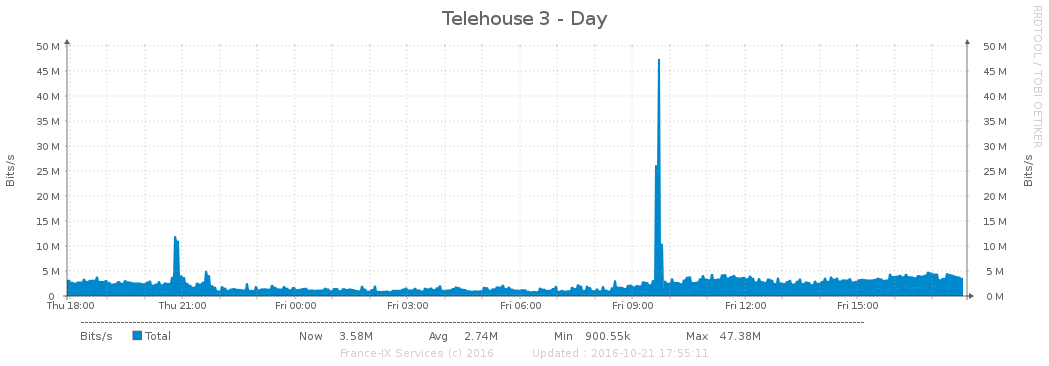 Telehouse 3 - Day
RRDTOOL / TOBI OETIKER
Bits/s
50 M 50 M
45 M 45 M
40 M 40 M
35 M 35 M
30 M 30 M
25 M 25 M
20 M 20 M
15 M 15 M
10 M 10 M
5 M 5 M
0 0 M
Bits/s
Thu 18:00 Thu 21:00 Fri 00:00 Fri 03:00 Fri 06:00 Fri 09:00 Fri 12:00 Fri 15:00
Bits/s Total Now 3.58M Avg 2.74M Min 900.55k Max 47.38M
France-IX Services (c) 2016 Updated : 2016-10-21 17:55:11